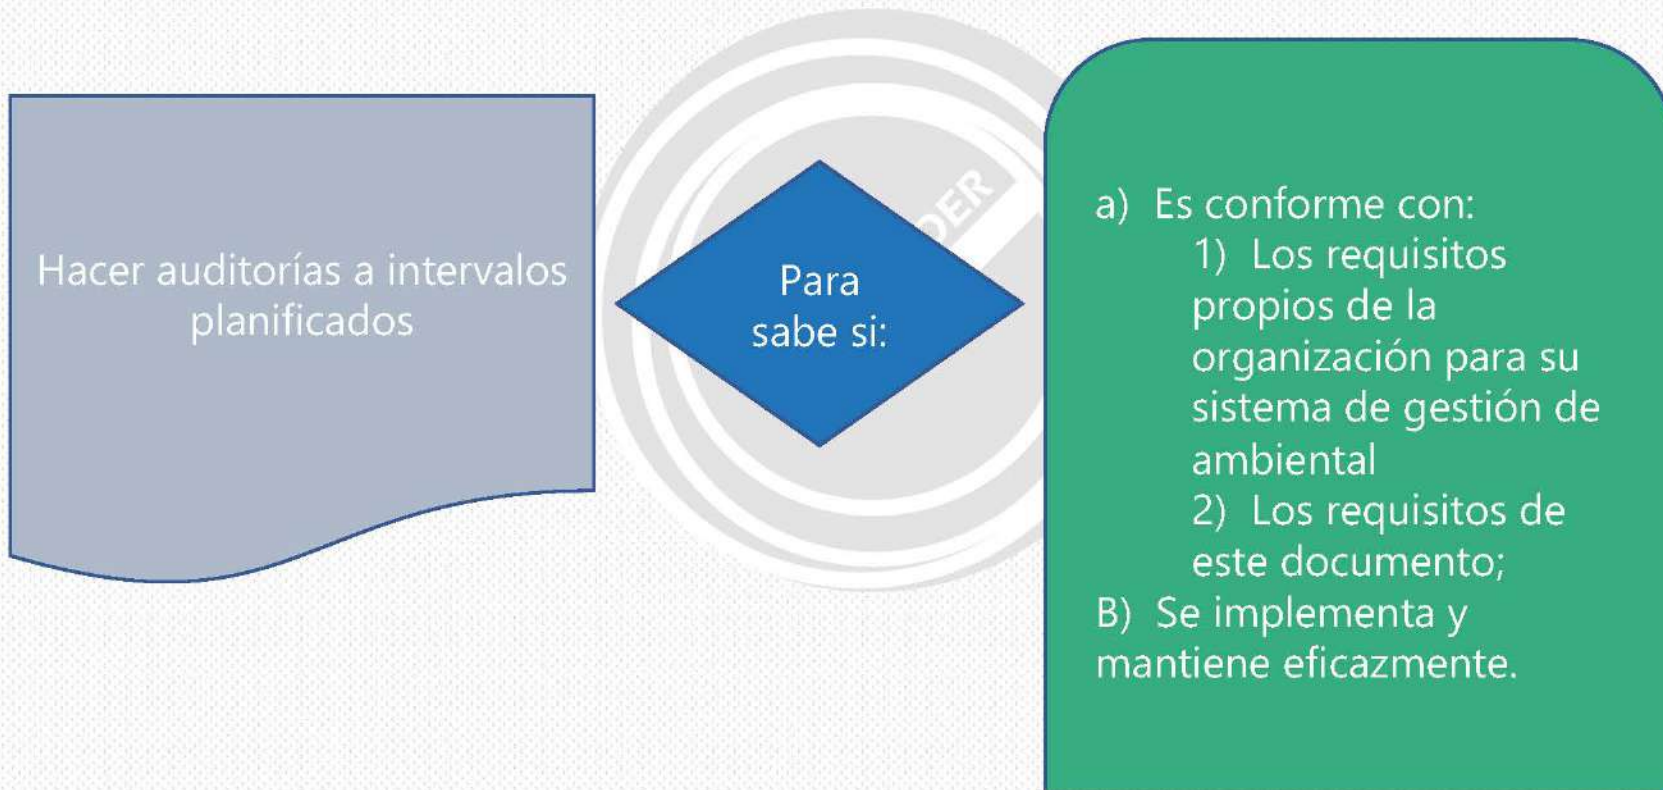 Hacer auditorías a intervalos
planificados
Para
sabe si:
a) Es conforme con:
1) Los requisitos
propios de la
organización para su
sistema de gestión de
ambiental
2) Los requisitos de
este documento;
B) Se implementa y
mantiene eficazmente.